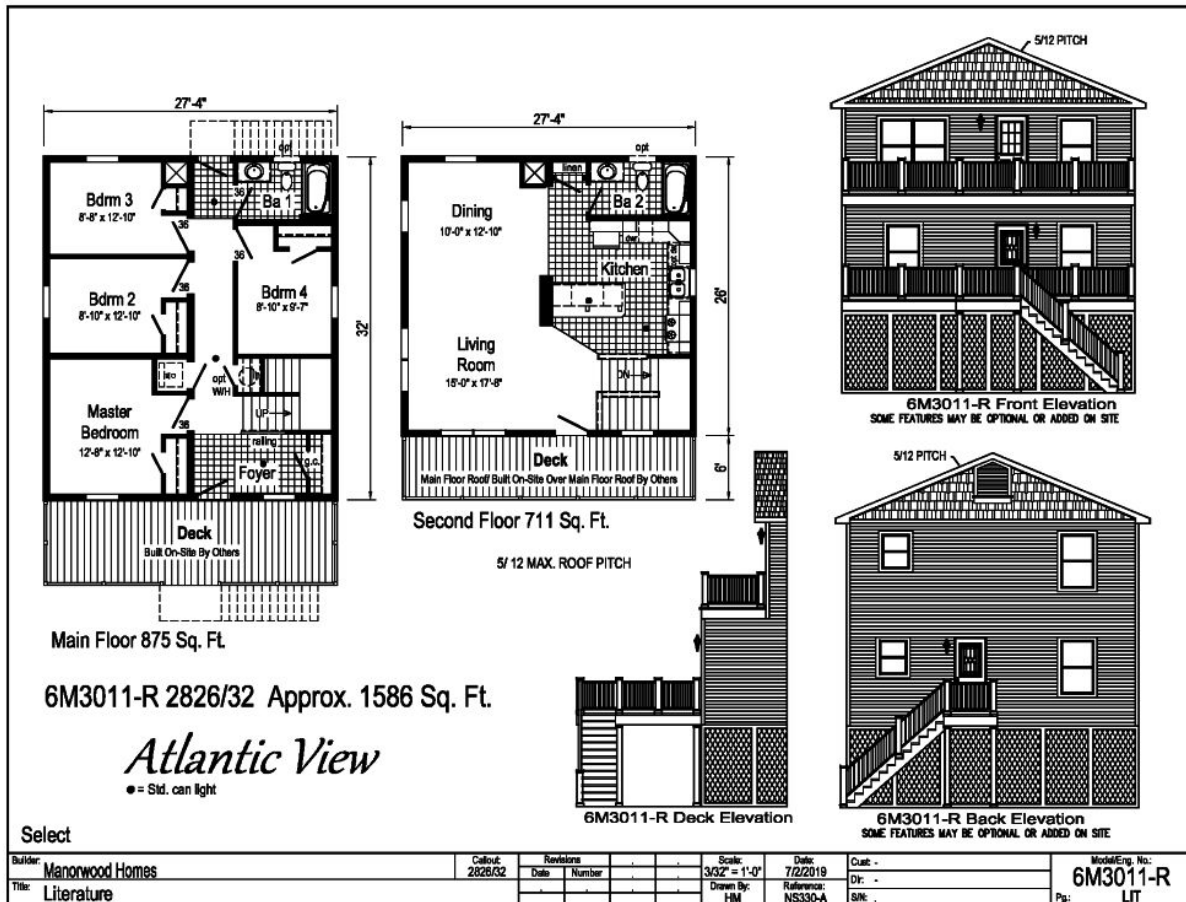 27'-4"
opt
36
Bdrm 3
8'-8" x 12'-10"
Ba 1
36
36
Bdrm 2
8'-10" x 12'-10"
36
Bdrm 4
8'-10" x 9'-7"
32'
opt
W/H
Master
Bedroom
12'-8" x 12'-10"
36
UP
railing
Foyer
g.c.
Deck
Built On-Site By Others
Main Floor 875 Sq. Ft.
27'-4"
opt
linen
Ba 2
Dining
10'-0" x 12'-10"
dw
Kitchen
26'
Living
Room
15'-0" x 17'-8"
DN
Deck
Main Floor Roof/ Built On-Site Over Main Floor Roof By Others
6'
Second Floor 711 Sq. Ft.
5/ 12 MAX. ROOF PITCH
6M3011-R 2826/32 Approx. 1586 Sq. Ft.
Atlantic View
● = Std. can light
Select
5/12 PITCH
6M3011-R Front Elevation
SOME FEATURES MAY BE OPTIONAL OR ADDED ON SITE
5/12 PITCH
6M3011-R Deck Elevation
6M3011-R Back Elevation
SOME FEATURES MAY BE OPTIONAL OR ADDED ON SITE
Builder: Manorwood Homes
Title: Literature
Callout: 2826/32
Revisions
Date Number
Scale: 3/32" = 1'-0"
Drawn By: HM
Date: 7/2/2019
Reference: NS330-A
Cust: -
Dir: -
S/N: .
Model/Eng. No.: 6M3011-R
Pg.: LIT